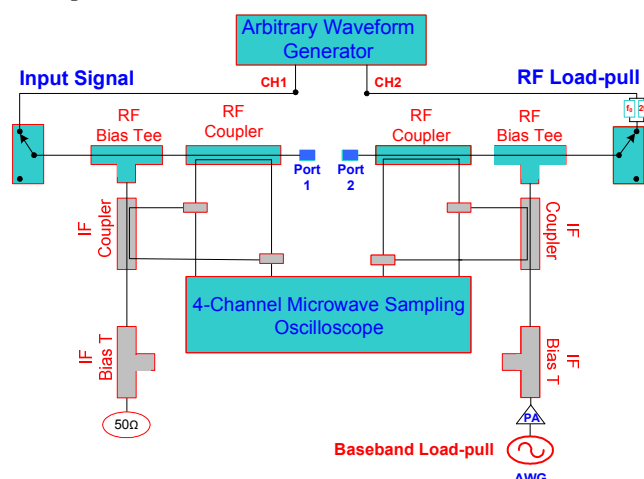 Arbitrary Waveform
Generator
Input Signal
CH1
CH2
RF Load-pull
RF
Bias Tee
RF
Coupler
RF
Coupler
RF
Bias Tee
f₀
Port
1
Port
2
IF
Coupler
IF
Coupler
4-Channel Microwave Sampling
Oscilloscope
IF
Bias T
IF
Bias T
50Ω
PA
Baseband Load-pull
AWG